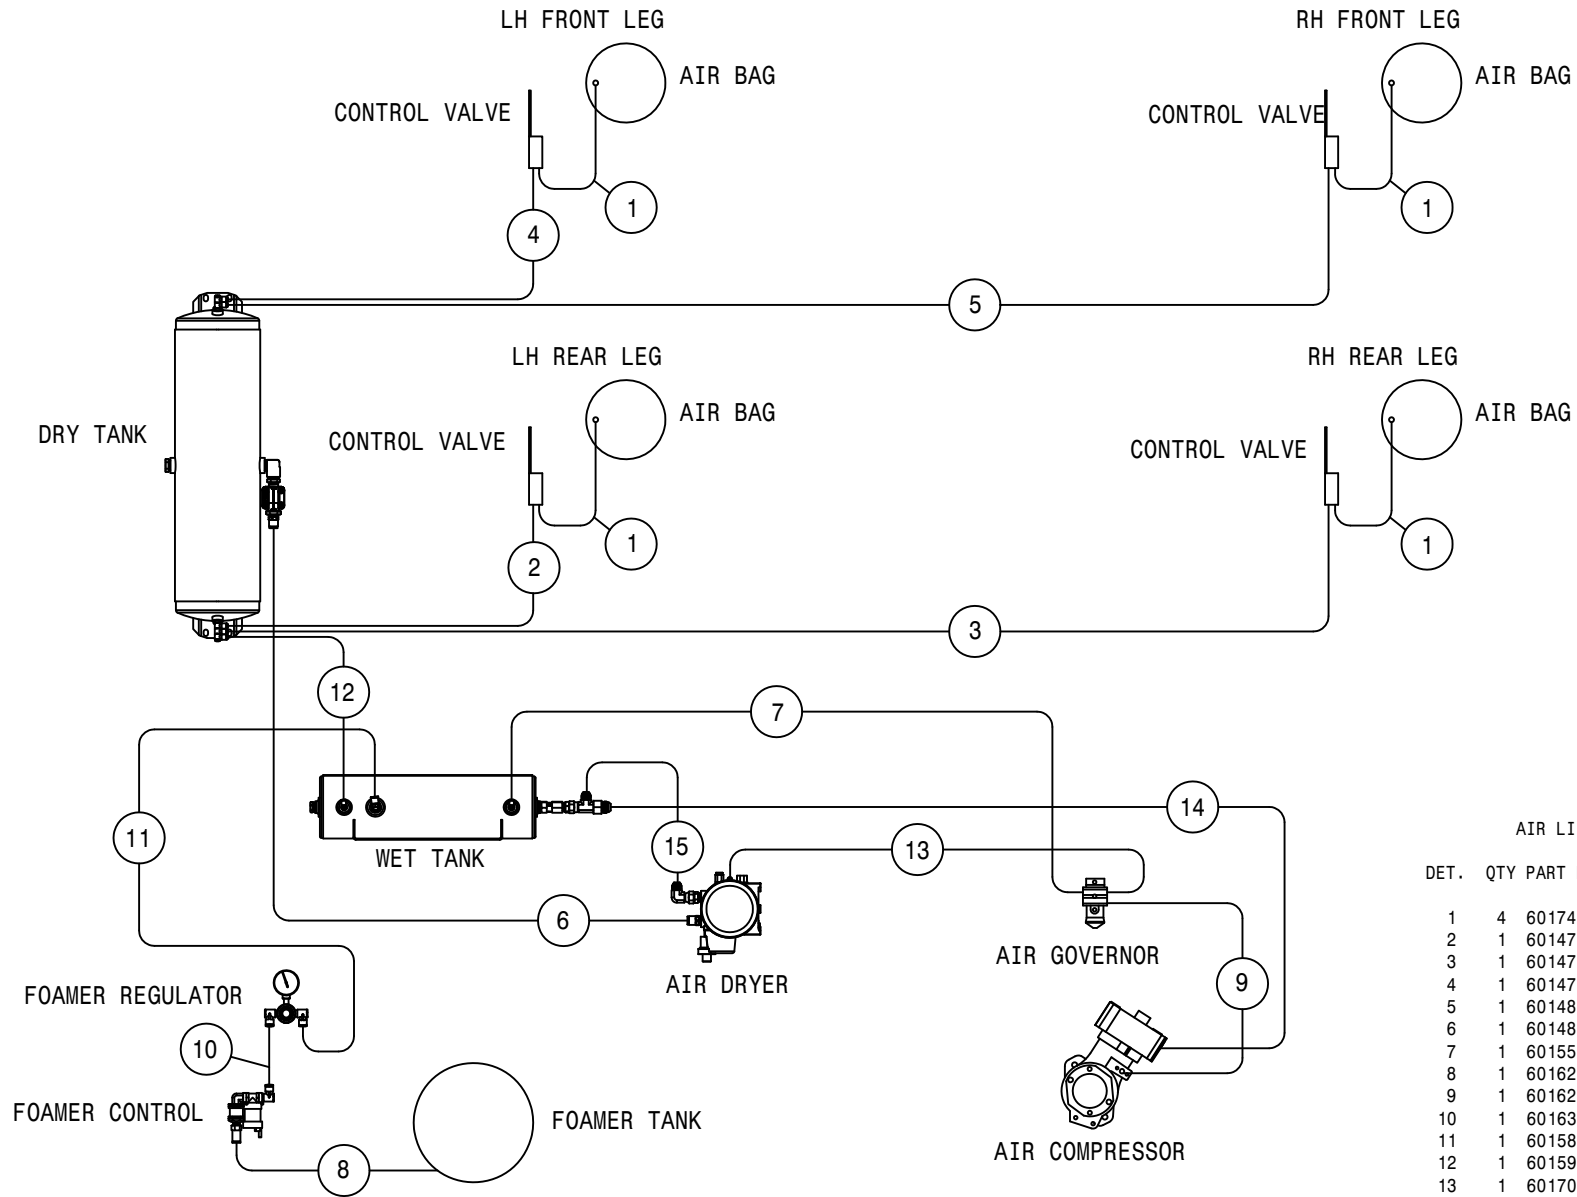 LH FRONT LEG
RH FRONT LEG
AIR BAG
AIR BAG
CONTROL VALVE
CONTROL VALVE
1
1
4
5
LH REAR LEG
RH REAR LEG
AIR BAG
AIR BAG
DRY TANK
CONTROL VALVE
CONTROL VALVE
1
1
2
3
12
7
14
11
15
13
WET TANK
6
AIR GOVERNOR
AIR DRYER
9
FOAMER REGULATOR
10
FOAMER CONTROL
FOAMER TANK
AIR COMPRESSOR
8
AIR LI
DET. QTY PART
1 4 60174
2 1 60147
3 1 60147
4 1 60147
5 1 60148
6 1 60148
7 1 60155
8 1 60162
9 1 60162
10 1 60163
11 1 60158
12 1 60159
13 1 60170